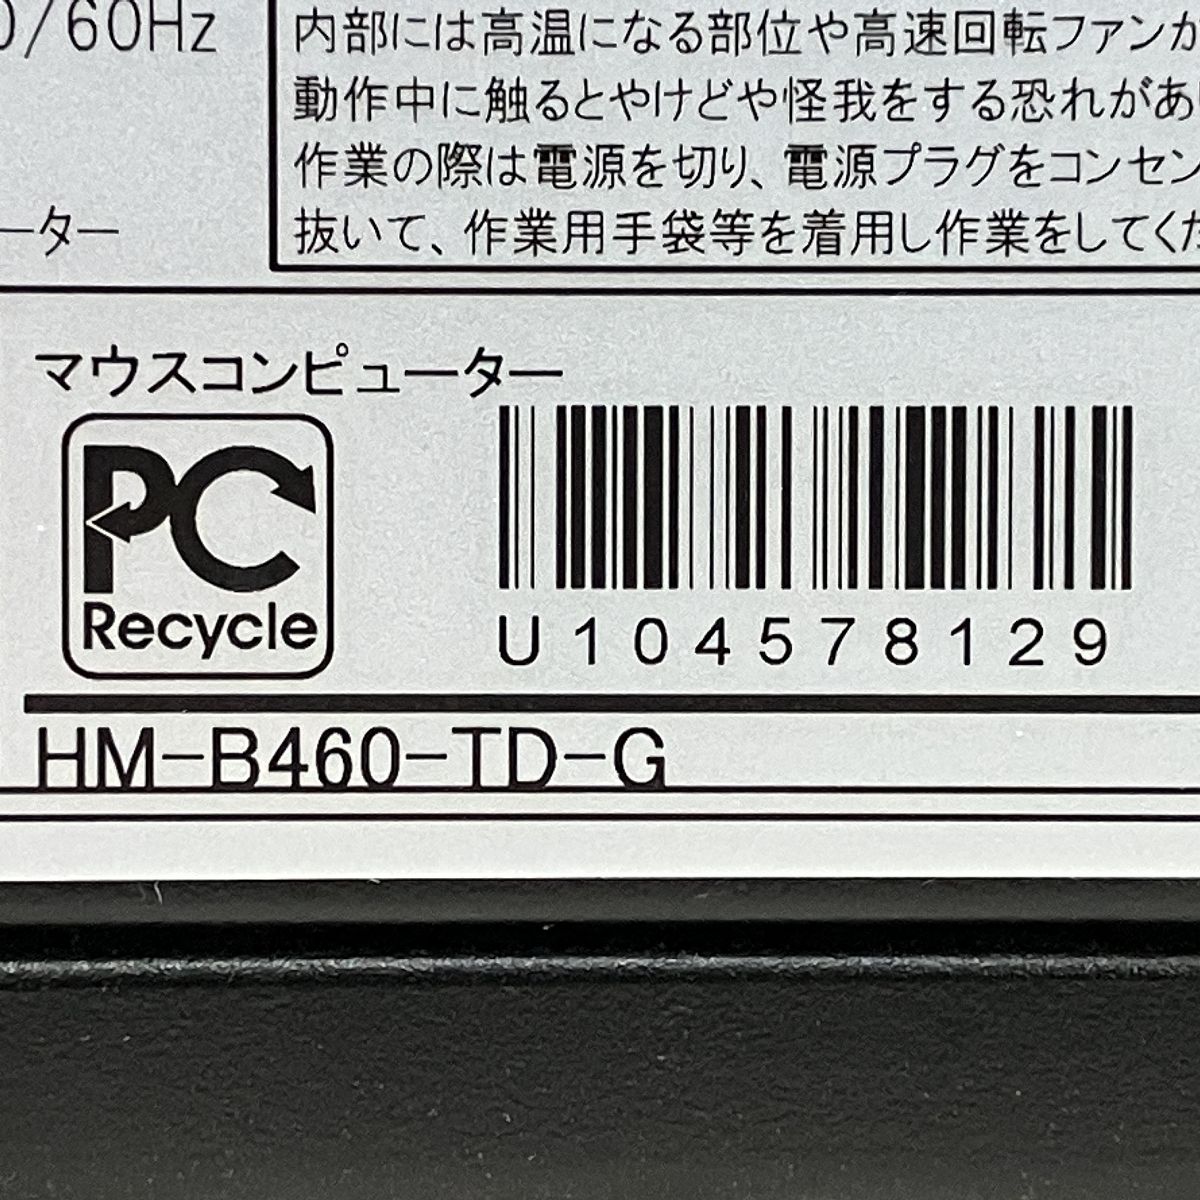 0/60Hz
ーター
内部には高温になる部位や高速回転ファンが
動作中に触るとやけどや怪我をする恐れがあ
作業の際は電源を切り、電源プラグをコンセン
抜いて、作業用手袋等を着用し作業をしてくだ
マウスコンピューター
PC
Recycle
U104578129
HM-B460-TD-G